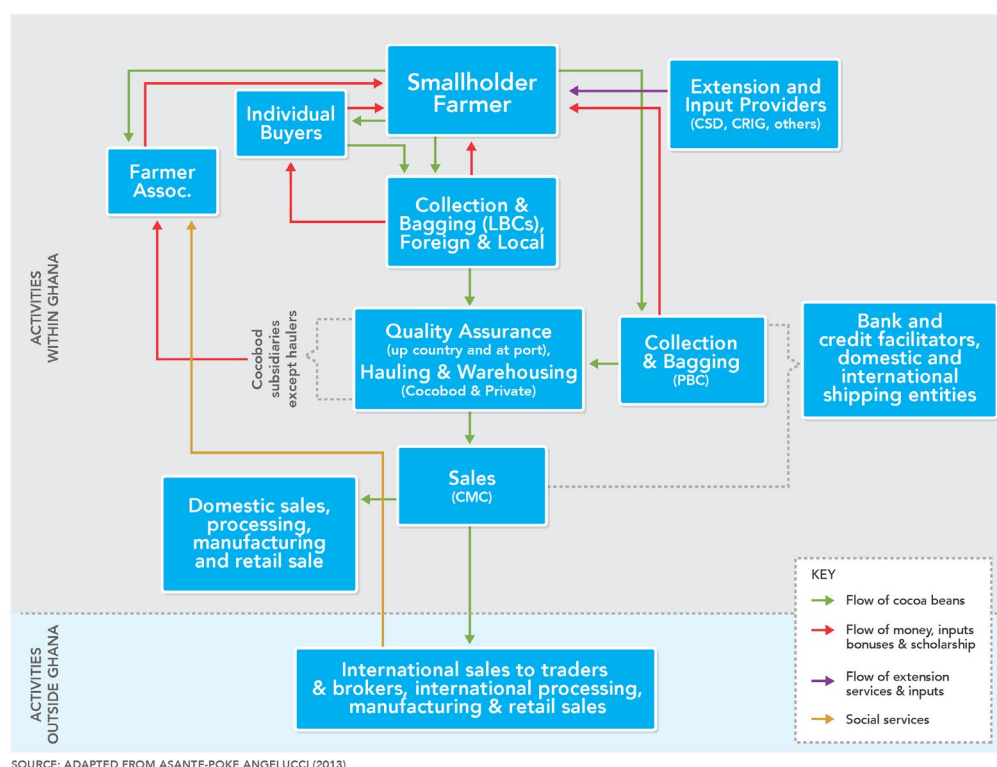 Smallholder
Farmer
Extension and
Input Providers
(CSD, CRIG, others)
Individual
Buyers
Farmer
Assoc.
Collection &
Bagging (LBCs),
Foreign & Local
ACTIVITIES
WITHIN GHANA
Cocobod
subsidiaries
except haulers
Quality Assurance
(up country and at port),
Hauling & Warehousing
(Cocobod & Private)
Collection
& Bagging
(PBC)
Bank and
credit facilitators,
domestic and
international
shipping entities
Sales
(CMC)
Domestic sales,
processing,
manufacturing
and retail sale
KEY
Flow of cocoa beans
Flow of money, inputs
bonuses & scholarship
Flow of extension
services & inputs
Social services
ACTIVITIES
OUTSIDE GHANA
International sales to traders
& brokers, international processing,
manufacturing & retail sales
SOURCE: ADAPTED FROM ASANTE-POKE ANGELUCCI (2013)